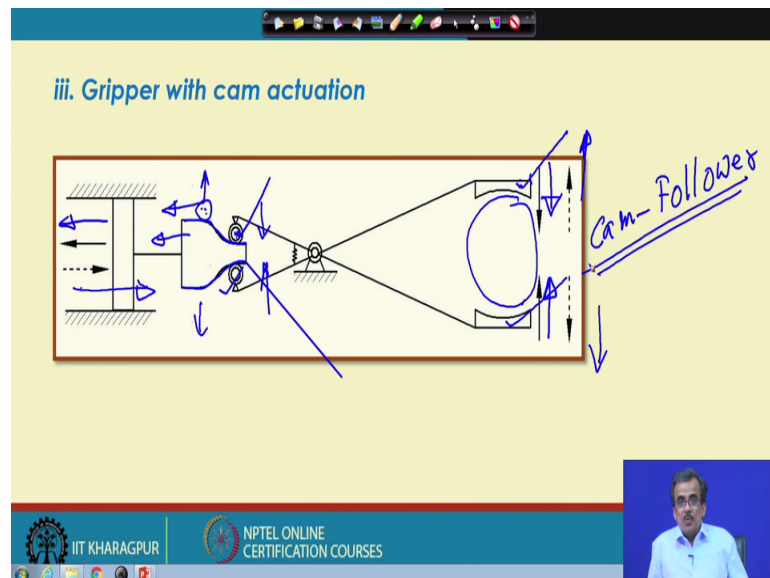 iii. Gripper with cam actuation
Cam-Follower
IIT KHARAGPUR
NPTEL ONLINE
CERTIFICATION COURSES